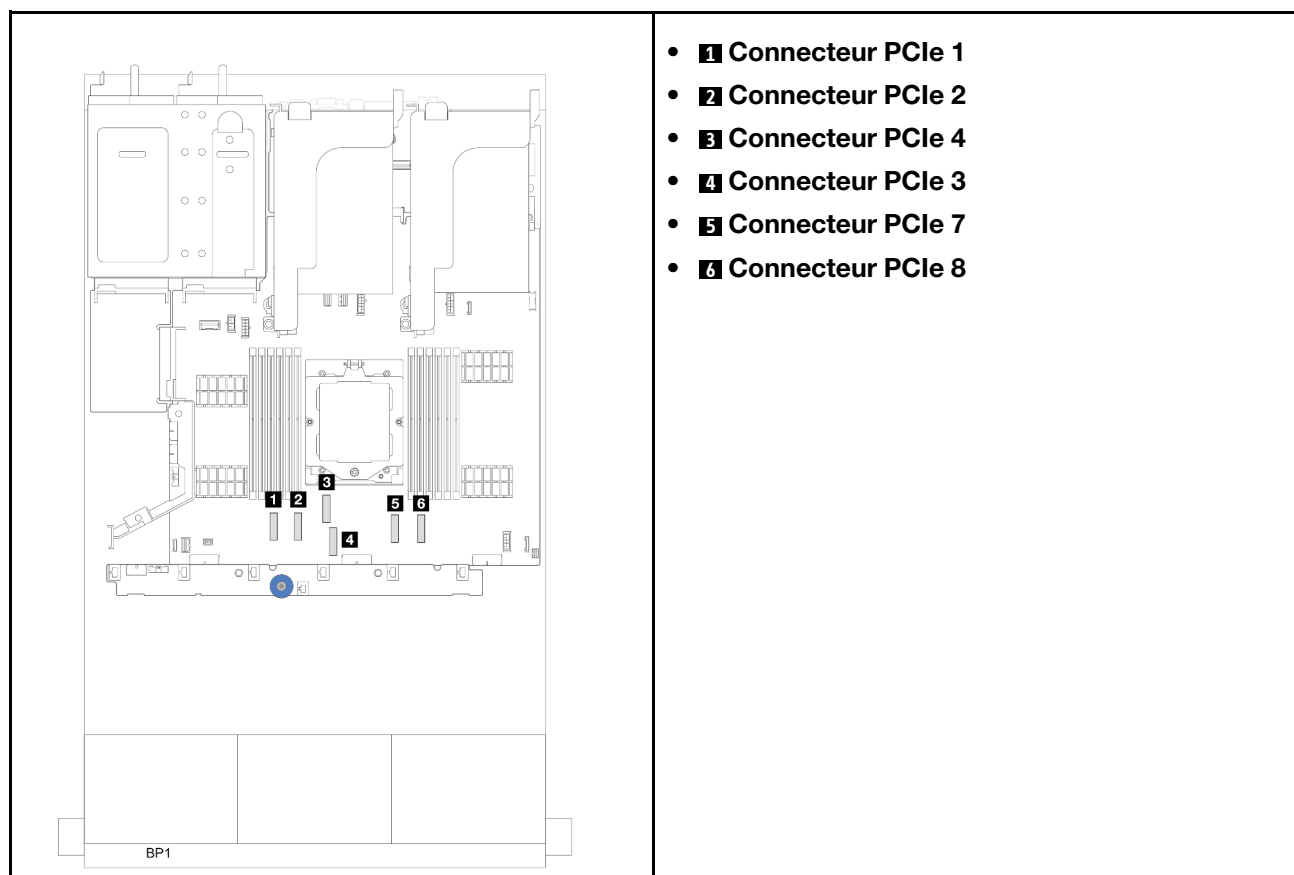 1
2
3
4
5
6
BP1
• 1 Connecteur PCIe 1
• 2 Connecteur PCIe 2
• 3 Connecteur PCIe 4
• 4 Connecteur PCIe 3
• 5 Connecteur PCIe 7
• 6 Connecteur PCIe 8